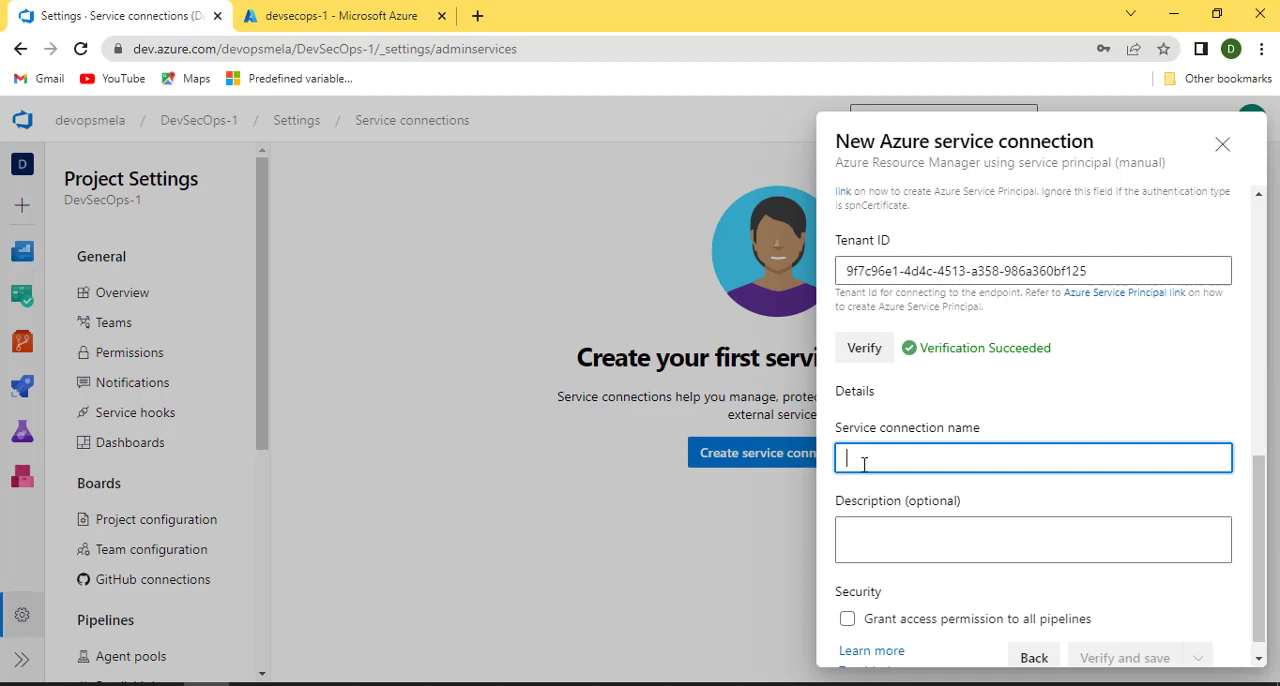 Settings · Service connections (D
devsecops-1 - Microsoft Azure
dev.azure.com/devopsmela/DevSecOps-1/_settings/adminservices
D
Gmail
YouTube
Maps
Predefined variable...
Other bookmarks
devopsmela / DevSecOps-1 / Settings / Service connections
D
Project Settings
DevSecOps-1
General
Overview
Teams
Permissions
Notifications
Service hooks
Dashboards
Boards
Project configuration
Team configuration
GitHub connections
Pipelines
Agent pools
Create your first servi
Service connections help you manage, prote
external service
Create service conn
New Azure service connection
Azure Resource Manager using service principal (manual)
link on how to create Azure Service Principal. Ignore this field if the authentication type
is spnCertificate.
Tenant ID
9f7c96e1-4d4c-4513-a358-986a360bf125
Tenant Id for connecting to the endpoint. Refer to Azure Service Principal link on how
to create Azure Service Principal.
Verify
Verification Succeeded
Details
Service connection name
Description (optional)
Security
Grant access permission to all pipelines
Learn more
Back
Verify and save